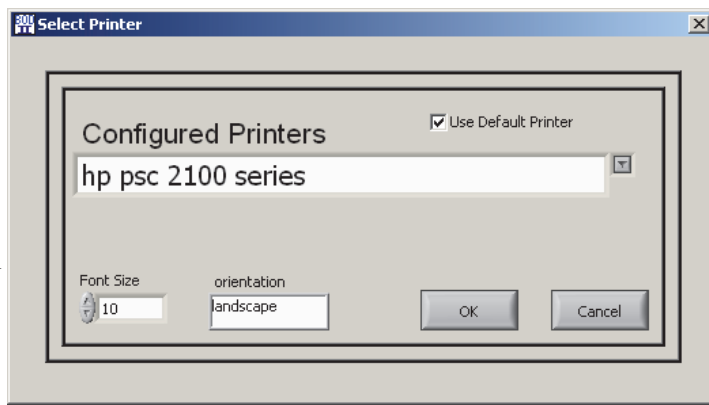 Select Printer
Use Default Printer
Configured Printers
hp psc 2100 series
Font Size
orientation
10
landscape
OK
Cancel